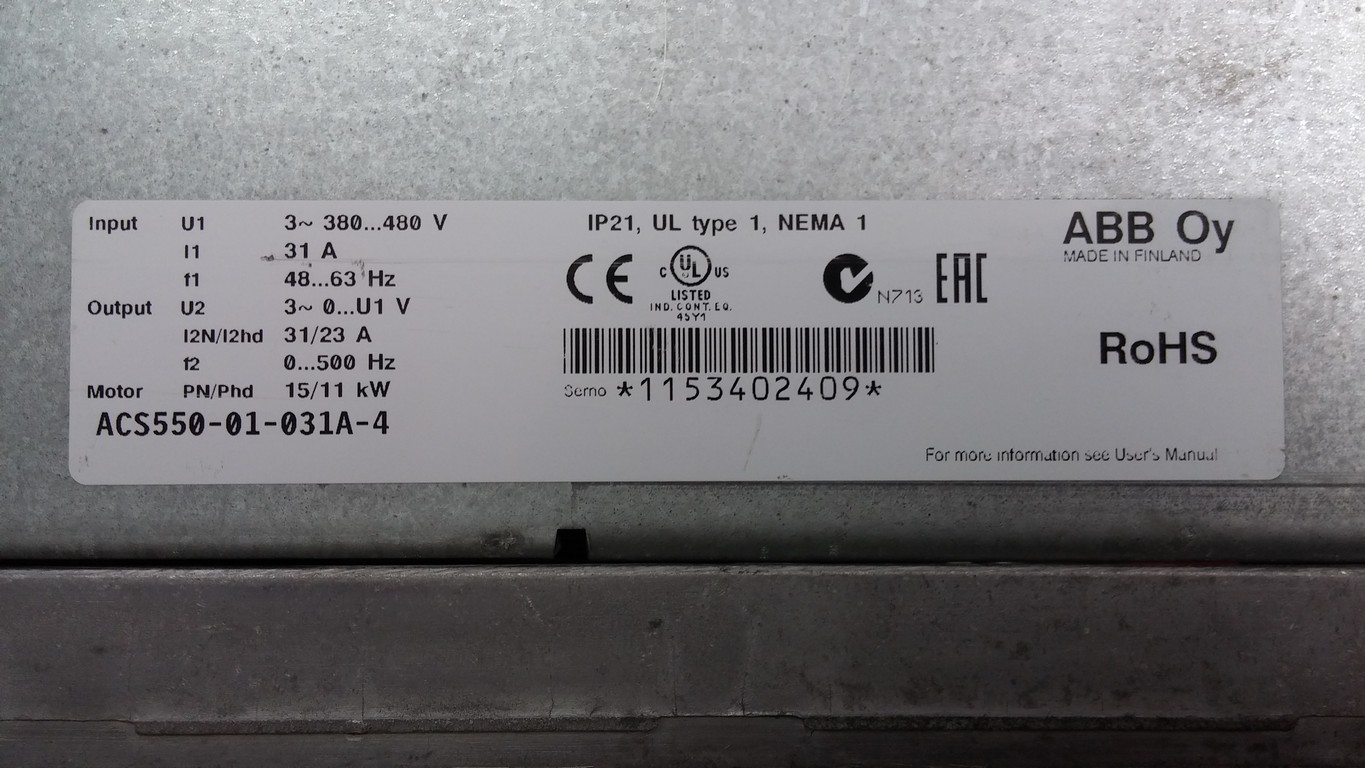 Input U1 3~ 380...480 V
I1 31 A
f1 48...63 Hz
Output U2 3~ 0...U1 V
I2N/I2hd 31/23 A
f2 0...500 Hz
Motor PN/Phd 15/11 kW
ACS550-01-031A-4
IP21, UL type 1, NEMA 1
CE
C UL US
LISTED
IND. CONT. EQ.
45Y1
N713
EAC
Serno *1153402409*
ABB Oy
MADE IN FINLAND
RoHS
For more information see User's Manual